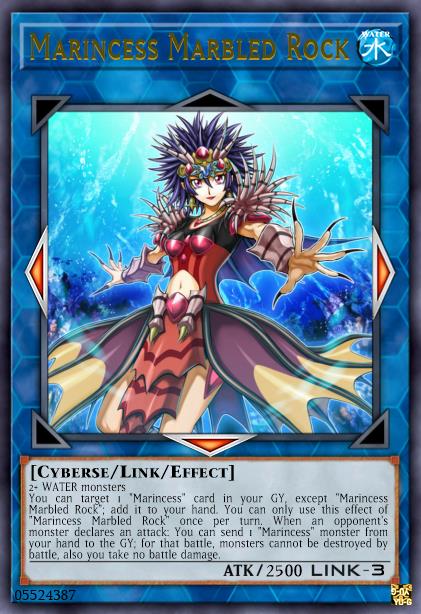 Marincess Marbled Rock
WATER
水
[Cyberse/Link/Effect]
2+ WATER monsters
You can target 1 "Marincess" card in your GY, except "Marincess
Marbled Rock"; add it to your hand. You can only use this effect of
"Marincess Marbled Rock" once per turn. When an opponent's
monster declares an attack: You can send 1 "Marincess" monster from
your hand to the GY; for that battle, monsters cannot be destroyed by
battle, also you take no battle damage.
ATK/2500 LINK-3
05524387